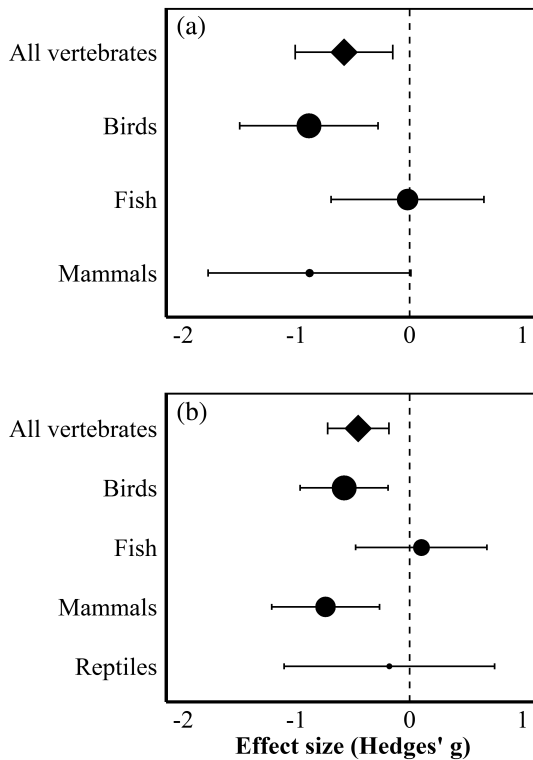 (a)
All vertebrates
Birds
Fish
Mammals
-2 -1 0 1
(b)
All vertebrates
Birds
Fish
Mammals
Reptiles
-2 -1 0 1
Effect size (Hedges' g)